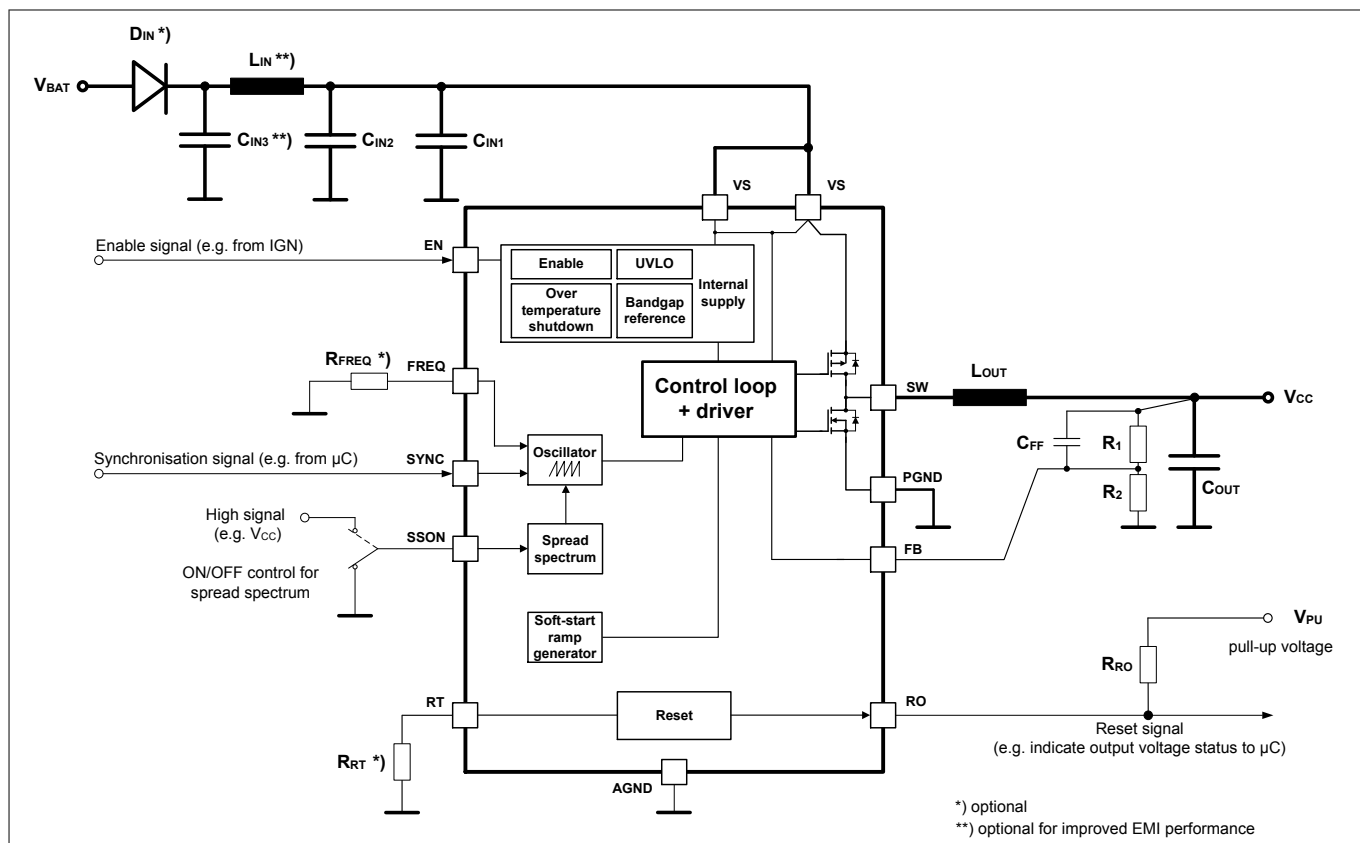 DIN *)
LIN **)
VBAT
CIN3 **)
CIN2
CIN1
VS
VS
Enable signal (e.g. from IGN)
EN
Enable
UVLO
Internal
supply
Over
temperature
shutdown
Bandgap
reference
RFREQ *)
FREQ
Control loop
+ driver
SW
LOUT
VCC
Synchronisation signal (e.g. from µC)
SYNC
Oscillator
CFF
R1
R2
COUT
PGND
High signal
(e.g. VCC)
SSON
Spread
spectrum
FB
ON/OFF control for
spread spectrum
Soft-start
ramp
generator
VPU
pull-up voltage
RRO
RT
Reset
RO
Reset signal
(e.g. indicate output voltage status to µC)
RRT *)
AGND
*) optional
**) optional for improved EMI performance